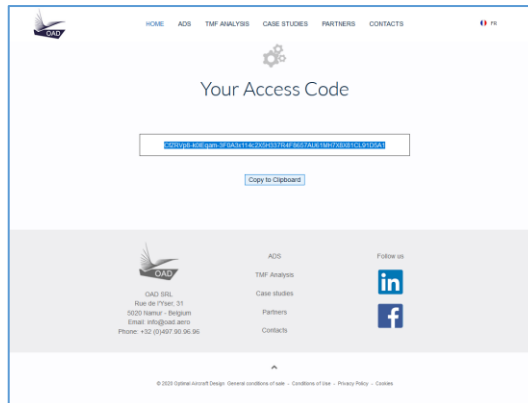 OAD
HOME ADS TMF ANALYSIS CASE STUDIES PARTNERS CONTACTS FR
Your Access Code
Copy to Clipboard
OAD
ADS
Follow us
TMF Analysis
Case studies
Partners
Contacts
OAD SRL
Rue de l'Yser, 31
5020 Namur - Belgium
Email: info@oad.aero
Phone: +32 (0)497 80 96 96
© 2020 Optimal Aircraft Design General conditions of sale - Conditions of Use - Privacy Policy - Cookies